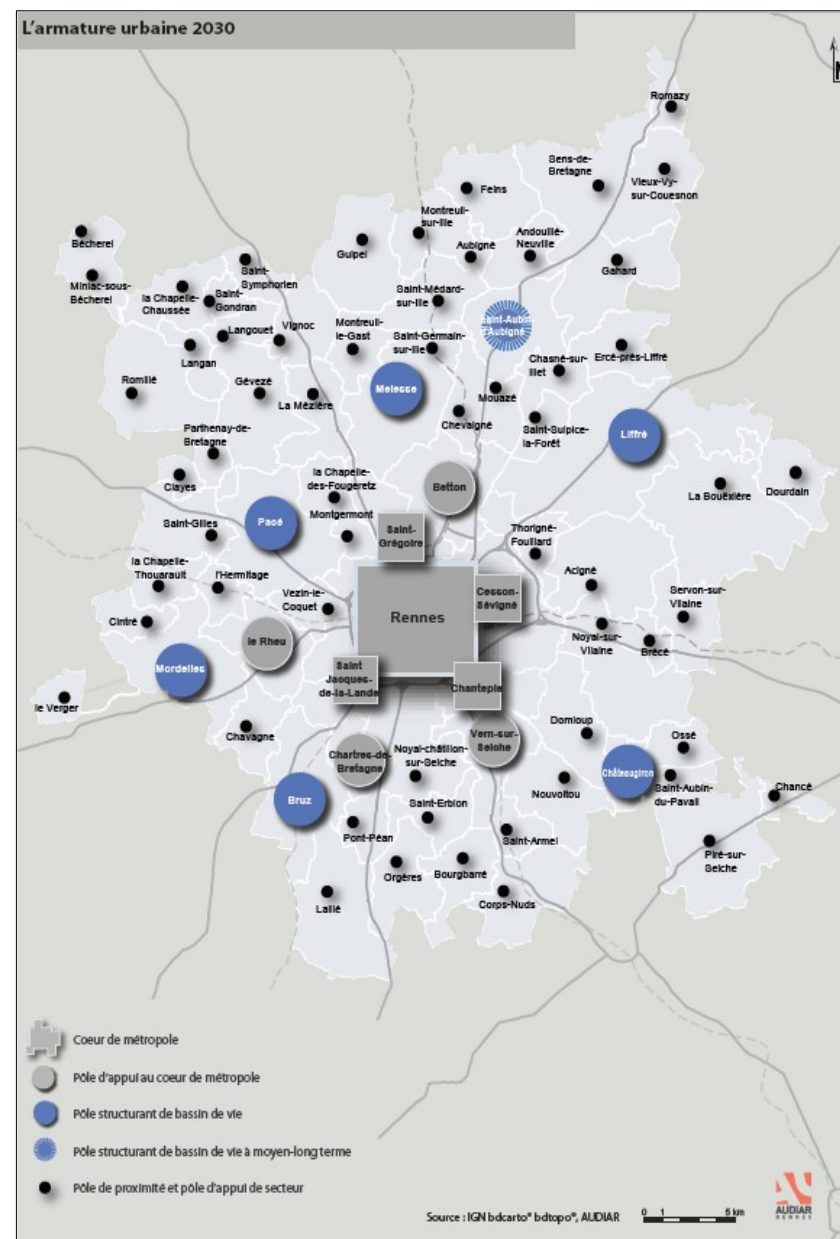 L'armature urbaine 2030
N
Romazy
Sens-de-
Bretagne
Vieux-Vy-
sur-Couesnon
Feins
Montreuil-
sur-Ille
Andouillé-
Neuville
Aubigné
Guipel
Gahard
Bécherel
Miniac-sous-
Bécherel
Saint-
Symphorien
la Chapelle-
Chaussée
Saint-
Gondran
Saint-Médard-
sur-Ille
Saint-Aubin
d'Aubigné
Langouet
Vignoc
Montreuil-
le-Gast
Saint-Germain-
sur-Ille
Langan
Chasné-sur-
Illet
Ercé-près-Liffré
Romillé
Gévezé
La Mézière
Melesse
Mouazé
Chevaigné
Saint-Sulpice-
la-Forêt
Liffré
Parthenay-de-
Bretagne
Clayes
la Chapelle-
des-Fougeretz
Betton
La Bouëxière
Dourdain
Pacé
Montgermont
Saint-Gilles
Saint-
Grégoire
Thorigné-
Fouillard
la Chapelle-
Thouarault
l'Hermitage
Vezin-le-
Coquet
Cesson-
Sévigné
Acigné
Servon-sur-
Vilaine
Rennes
Cintré
le Rheu
Noyal-sur-
Vilaine
Brécé
Mordelles
Saint
Jacques-
de-la-Lande
Chantepie
le Verger
Chavagne
Chartres-de-
Bretagne
Noyal-châtillon-
sur-Seiche
Vern-sur-
Seiche
Domloup
Ossé
Châteaugiron
Saint-Aubin-
du-Pavail
Nouvoitou
Chancé
Bruz
Saint-Erblon
Pont-Péan
Saint-Armel
Piré-sur-
Seiche
Orgères
Bourgbarré
Laillé
Corps-Nuds
Coeur de métropole
Pôle d'appui au coeur de métropole
Pôle structurant de bassin de vie
Pôle structurant de bassin de vie à moyen-long terme
Pôle de proximité et pôle d'appui de secteur
Source : IGN bdcarto® bdtopo®, AUDIAR
0 1 5 km
AUDIAR
RENNES